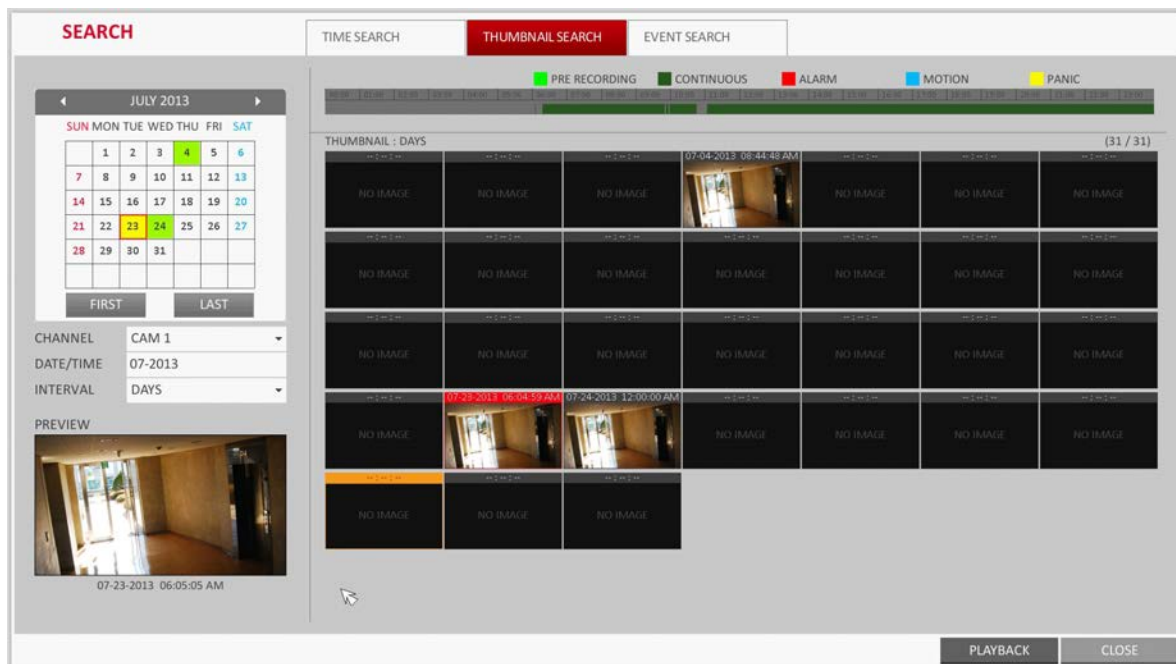 SEARCH
TIME SEARCH
THUMBNAIL SEARCH
EVENT SEARCH
PRE RECORDING
CONTINUOUS
ALARM
MOTION
PANIC
JULY 2013
SUN MON TUE WED THU FRI SAT
1 2 3 4 5 6
7 8 9 10 11 12 13
14 15 16 17 18 19 20
21 22 23 24 25 26 27
28 29 30 31
FIRST
LAST
CHANNEL CAM 1
DATE/TIME 07-2013
INTERVAL DAYS
PREVIEW
07-23-2013 06:05:05 AM
THUMBNAIL : DAYS
(31 / 31)
--:--:-- --:--:-- --:--:-- 07-04-2013 08:44:48 AM --:--:-- --:--:-- --:--:--
NO IMAGE NO IMAGE NO IMAGE NO IMAGE NO IMAGE NO IMAGE
--:--:-- --:--:-- --:--:-- --:--:-- --:--:-- --:--:-- --:--:--
NO IMAGE NO IMAGE NO IMAGE NO IMAGE NO IMAGE NO IMAGE NO IMAGE
--:--:-- --:--:-- --:--:-- --:--:-- --:--:-- --:--:-- --:--:--
NO IMAGE NO IMAGE NO IMAGE NO IMAGE NO IMAGE NO IMAGE NO IMAGE
--:--:-- 07-23-2013 06:04:59 AM 07-24-2013 12:00:00 AM --:--:-- --:--:-- --:--:-- --:--:--
NO IMAGE NO IMAGE NO IMAGE NO IMAGE NO IMAGE
--:--:-- --:--:-- --:--:--
NO IMAGE NO IMAGE NO IMAGE
PLAYBACK
CLOSE